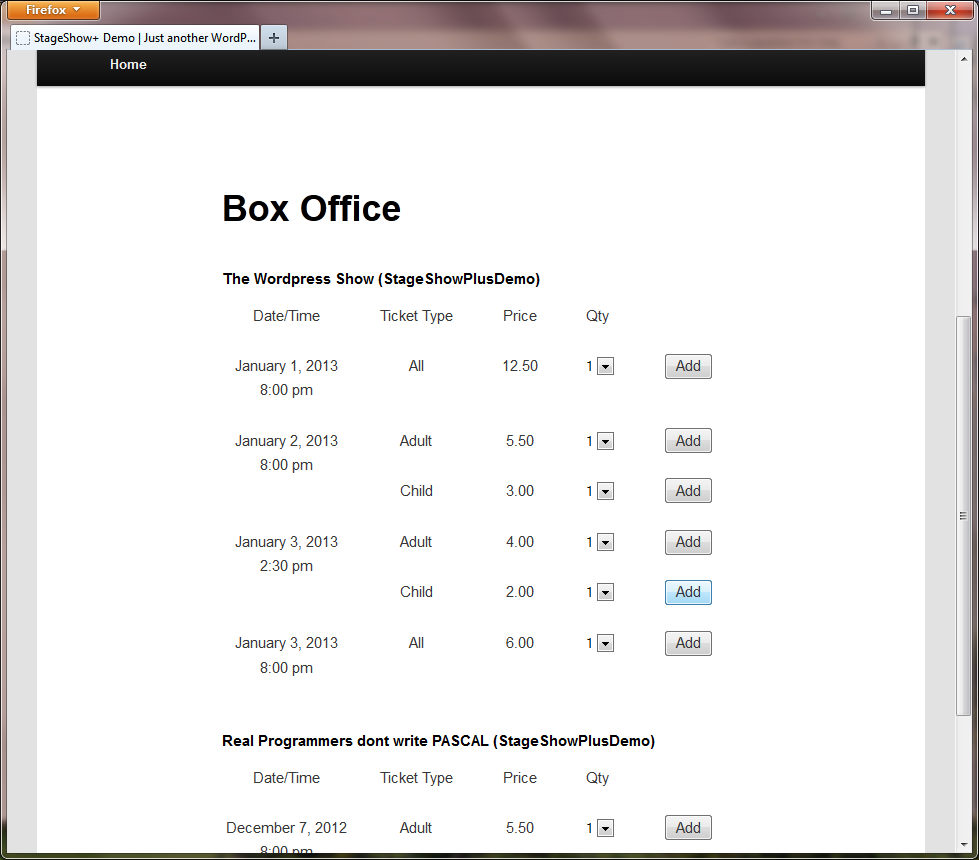 Firefox
StageShow+ Demo | Just another WordP...
Home
Box Office
The Wordpress Show (StageShowPlusDemo)
Date/Time Ticket Type Price Qty
January 1, 2013 All 12.50 1 Add
8:00 pm
January 2, 2013 Adult 5.50 1 Add
8:00 pm
Child 3.00 1 Add
January 3, 2013 Adult 4.00 1 Add
2:30 pm
Child 2.00 1 Add
January 3, 2013 All 6.00 1 Add
8:00 pm
Real Programmers dont write PASCAL (StageShowPlusDemo)
Date/Time Ticket Type Price Qty
December 7, 2012 Adult 5.50 1 Add
8:00 pm